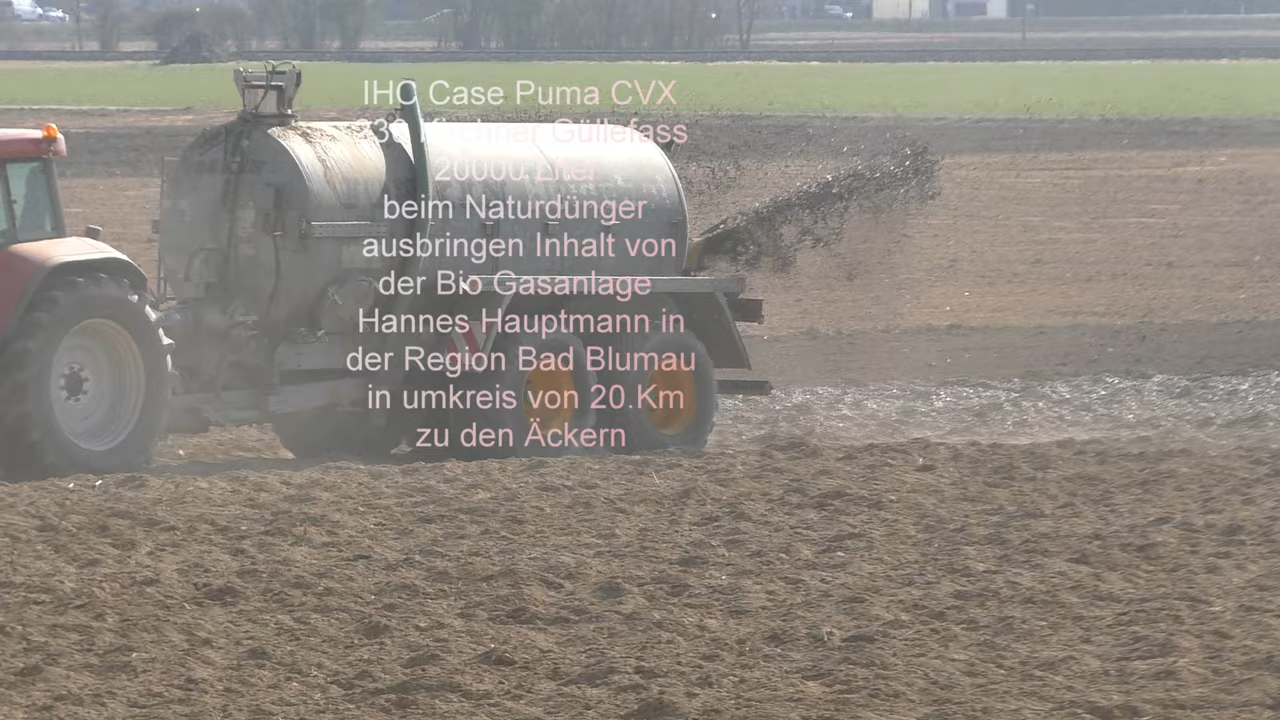 IHC Case Puma CVX
Güllefass
20000 Liter
beim Naturdünger
ausbringen Inhalt von
der Bio Gasanlage
Hannes Hauptmann in
der Region Bad Blumau
in umkreis von 20.Km
zu den Äckern